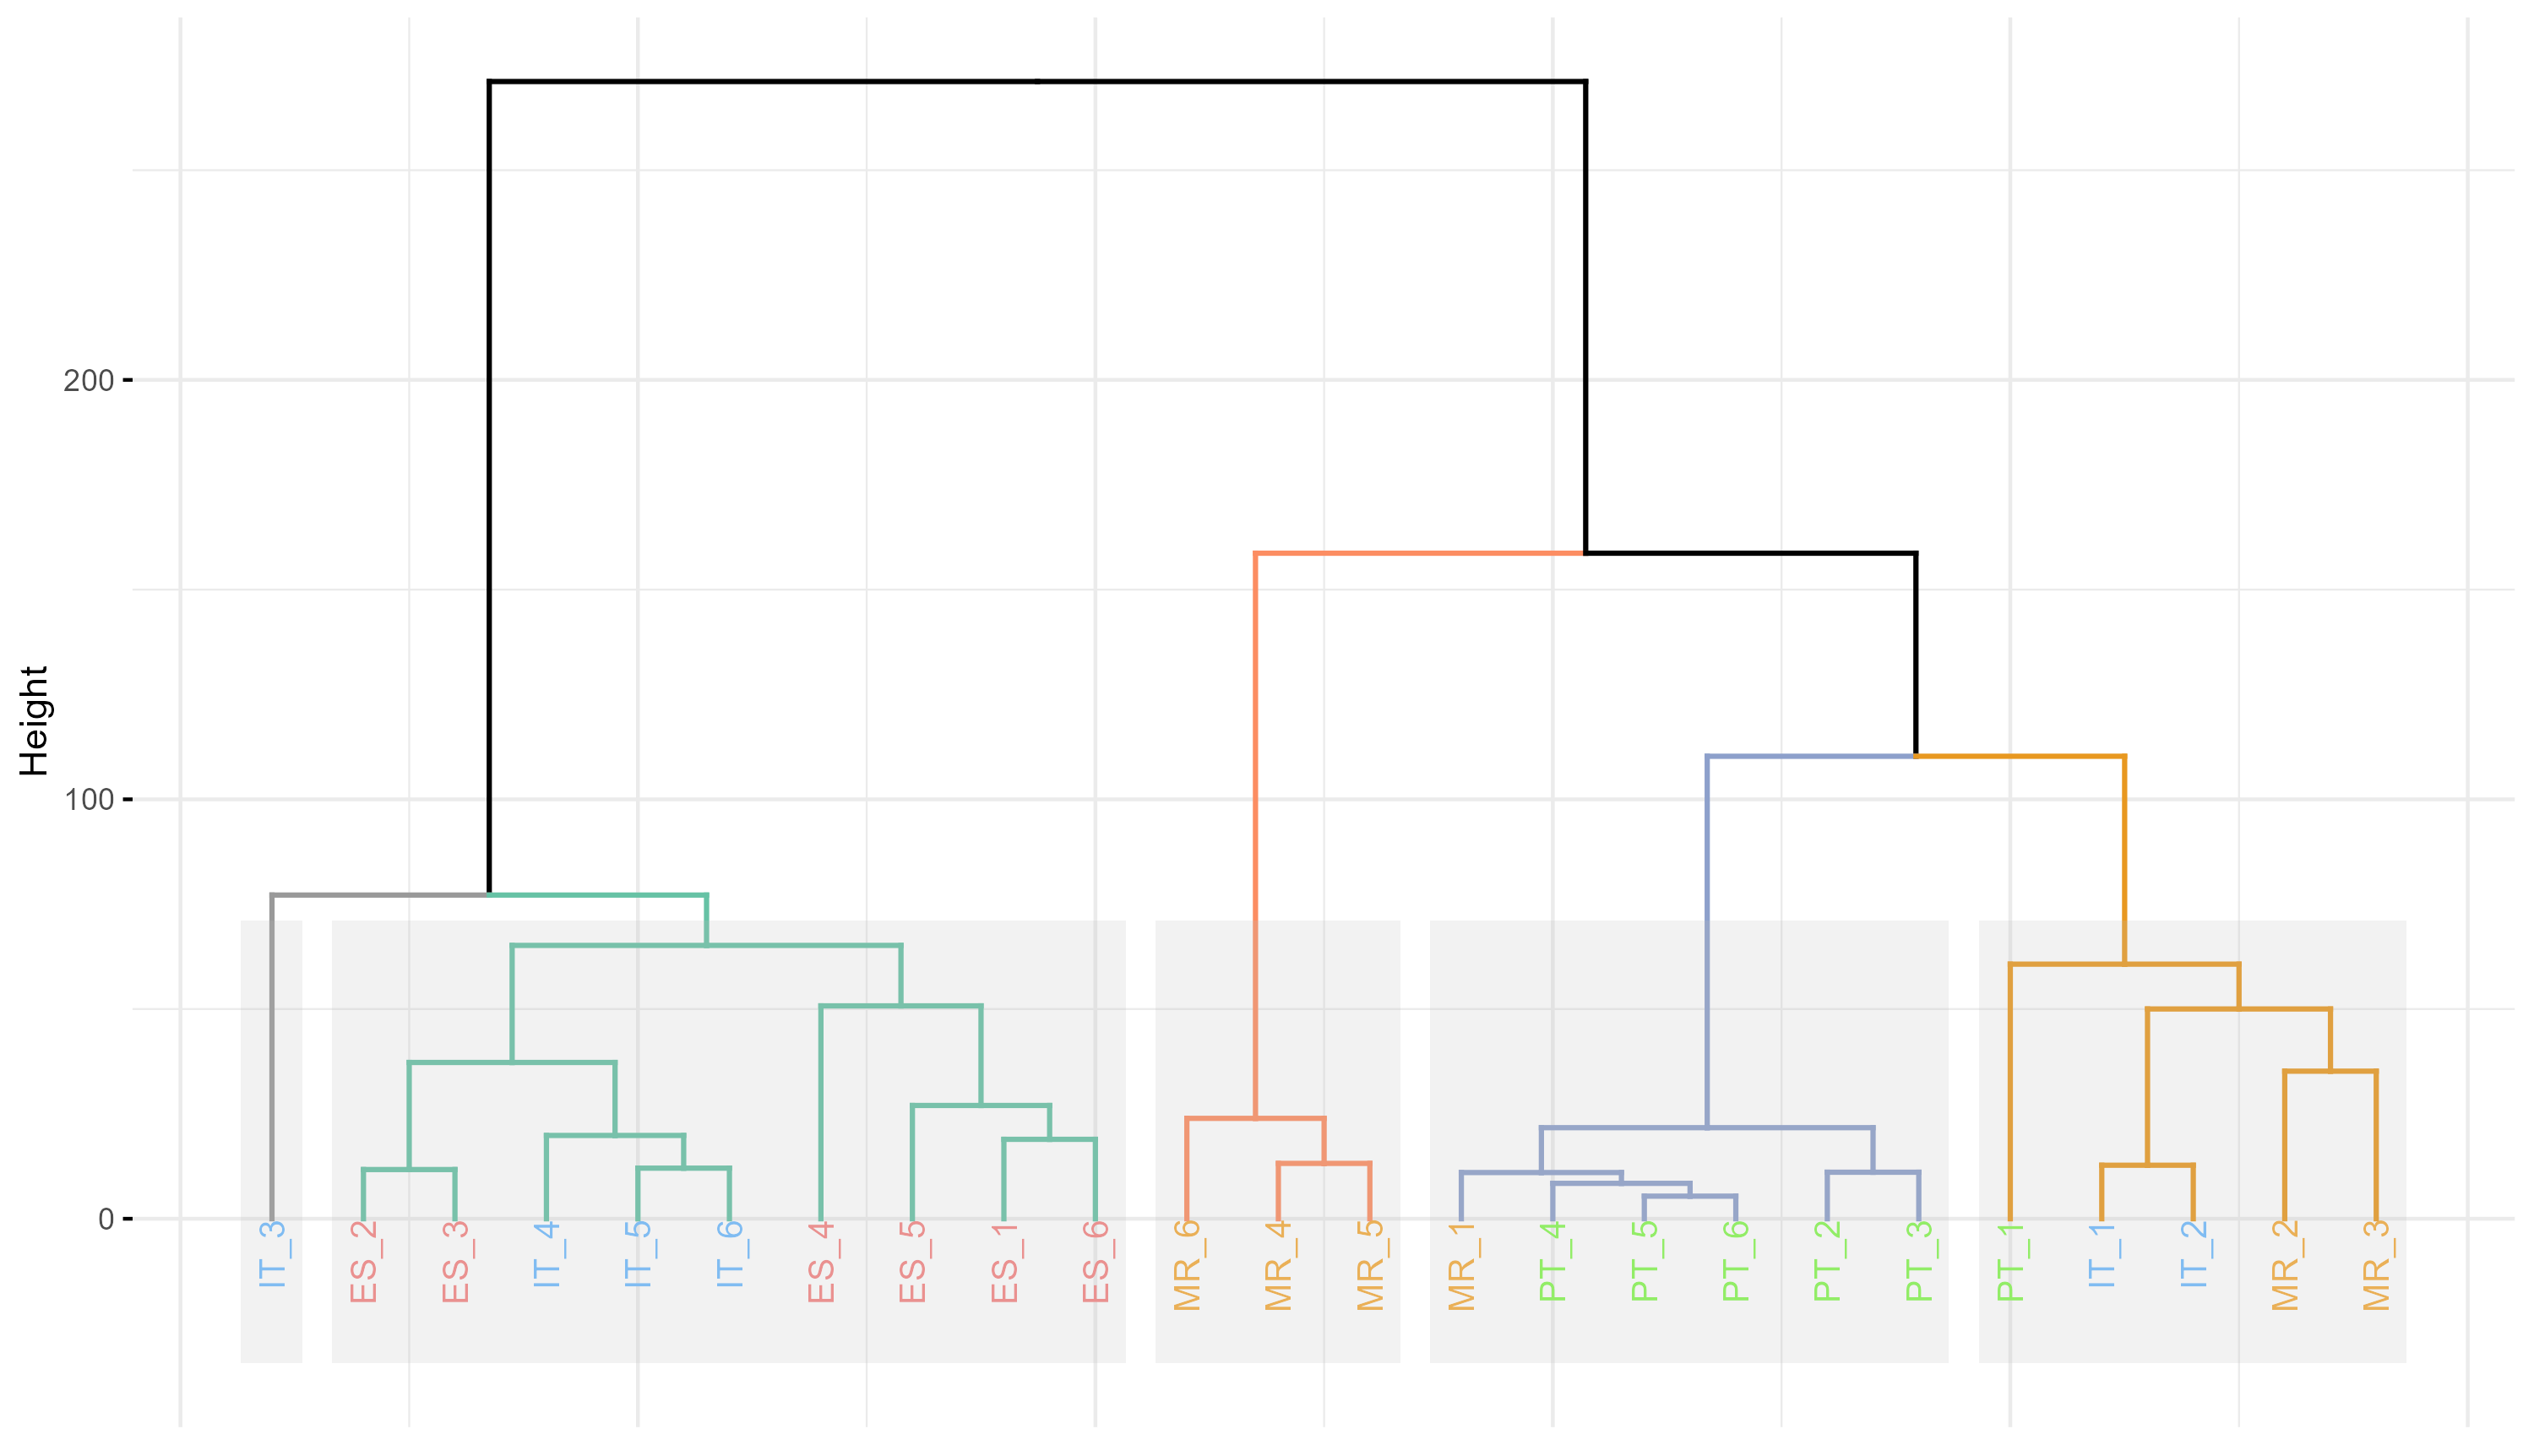 Height
200
100
0
IT_3
ES_2
ES_3
IT_4
IT_5
IT_6
ES_4
ES_5
ES_1
ES_6
MR_6
MR_4
MR_5
MR_1
PT_4
PT_5
PT_6
PT_2
PT_3
PT_1
IT_1
IT_2
MR_2
MR_3